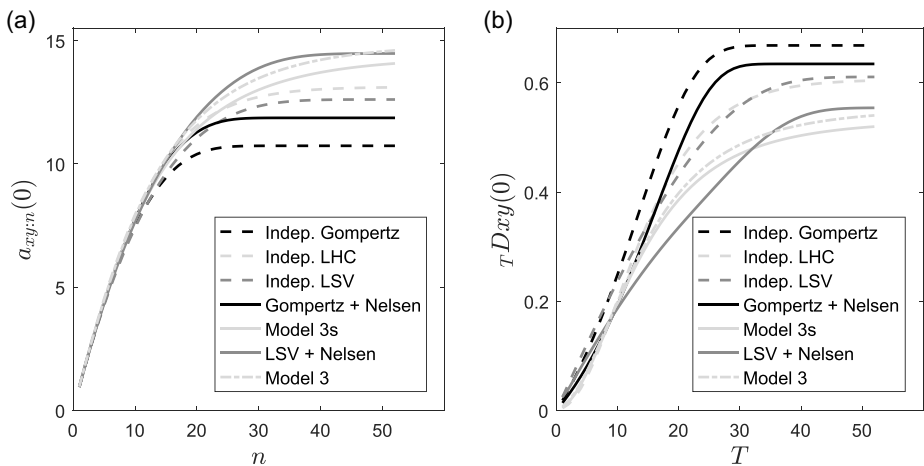 (a)
15
10
5
0
a_{xy:n}(0)
0 10 20 30 40 50
n
Indep. Gompertz
Indep. LHC
Indep. LSV
Gompertz + Nelsen
Model 3s
LSV + Nelsen
Model 3
(b)
0.6
0.4
0.2
0
_TDxy(0)
0 10 20 30 40 50
T
Indep. Gompertz
Indep. LHC
Indep. LSV
Gompertz + Nelsen
Model 3s
LSV + Nelsen
Model 3